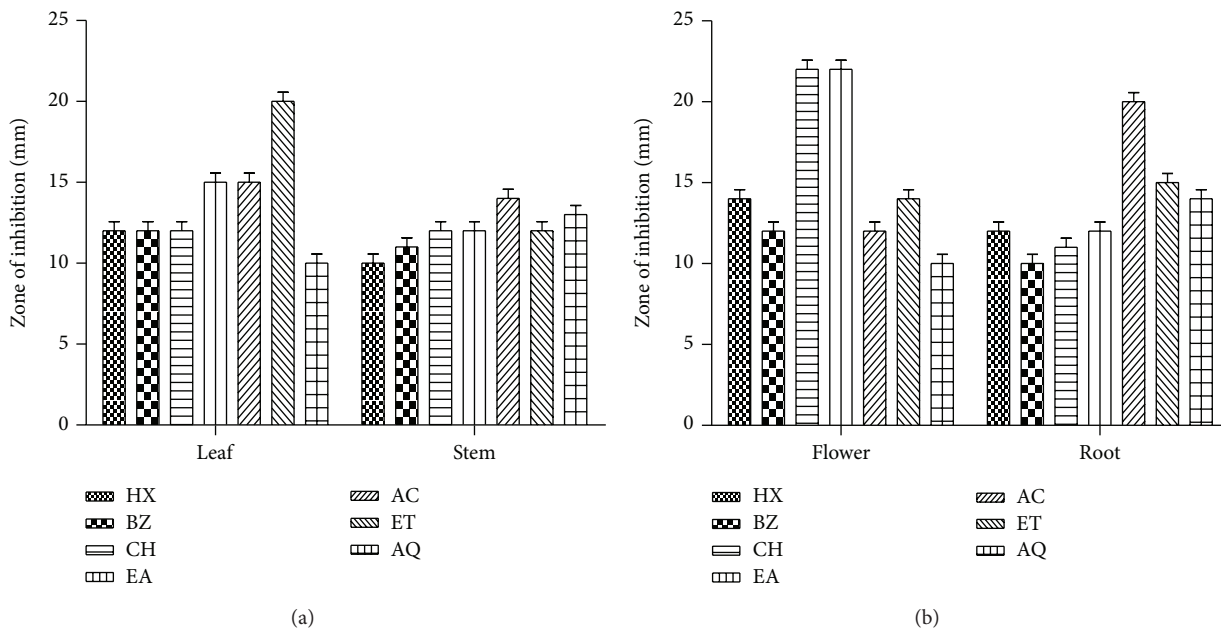 25
20
15
10
5
0
Zone of inhibition (mm)
Leaf
Stem
HX
BZ
CH
EA
AC
ET
AQ
(a)
25
20
15
10
5
0
Zone of inhibition (mm)
Flower
Root
HX
BZ
CH
EA
AC
ET
AQ
(b)